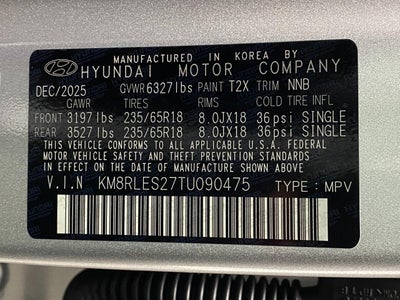 MANUFACTURED IN KOREA BY
HYUNDAI MOTOR COMPANY
DEC/2025 GVWR 6327lbs PAINT T2X TRIM NNB
GAWR TIRES RIMS COLD TIRE INFL
FRONT 3197lbs 235/65R18 8.0JX18 36psi SINGLE
REAR 3527lbs 235/65R18 8.0JX18 36psi SINGLE
THIS VEHICLE CONFORMS TO ALL APPLICABLE U.S.A. FEDERAL
MOTOR VEHICLE SAFETY, BUMPER, AND THEFT PREVENTION
STANDARDS IN EFFECT ON THE DATE OF MANUFACTURE SHOWN ABOVE.
V.I.N KM8RLES27TU090475 TYPE : MPV